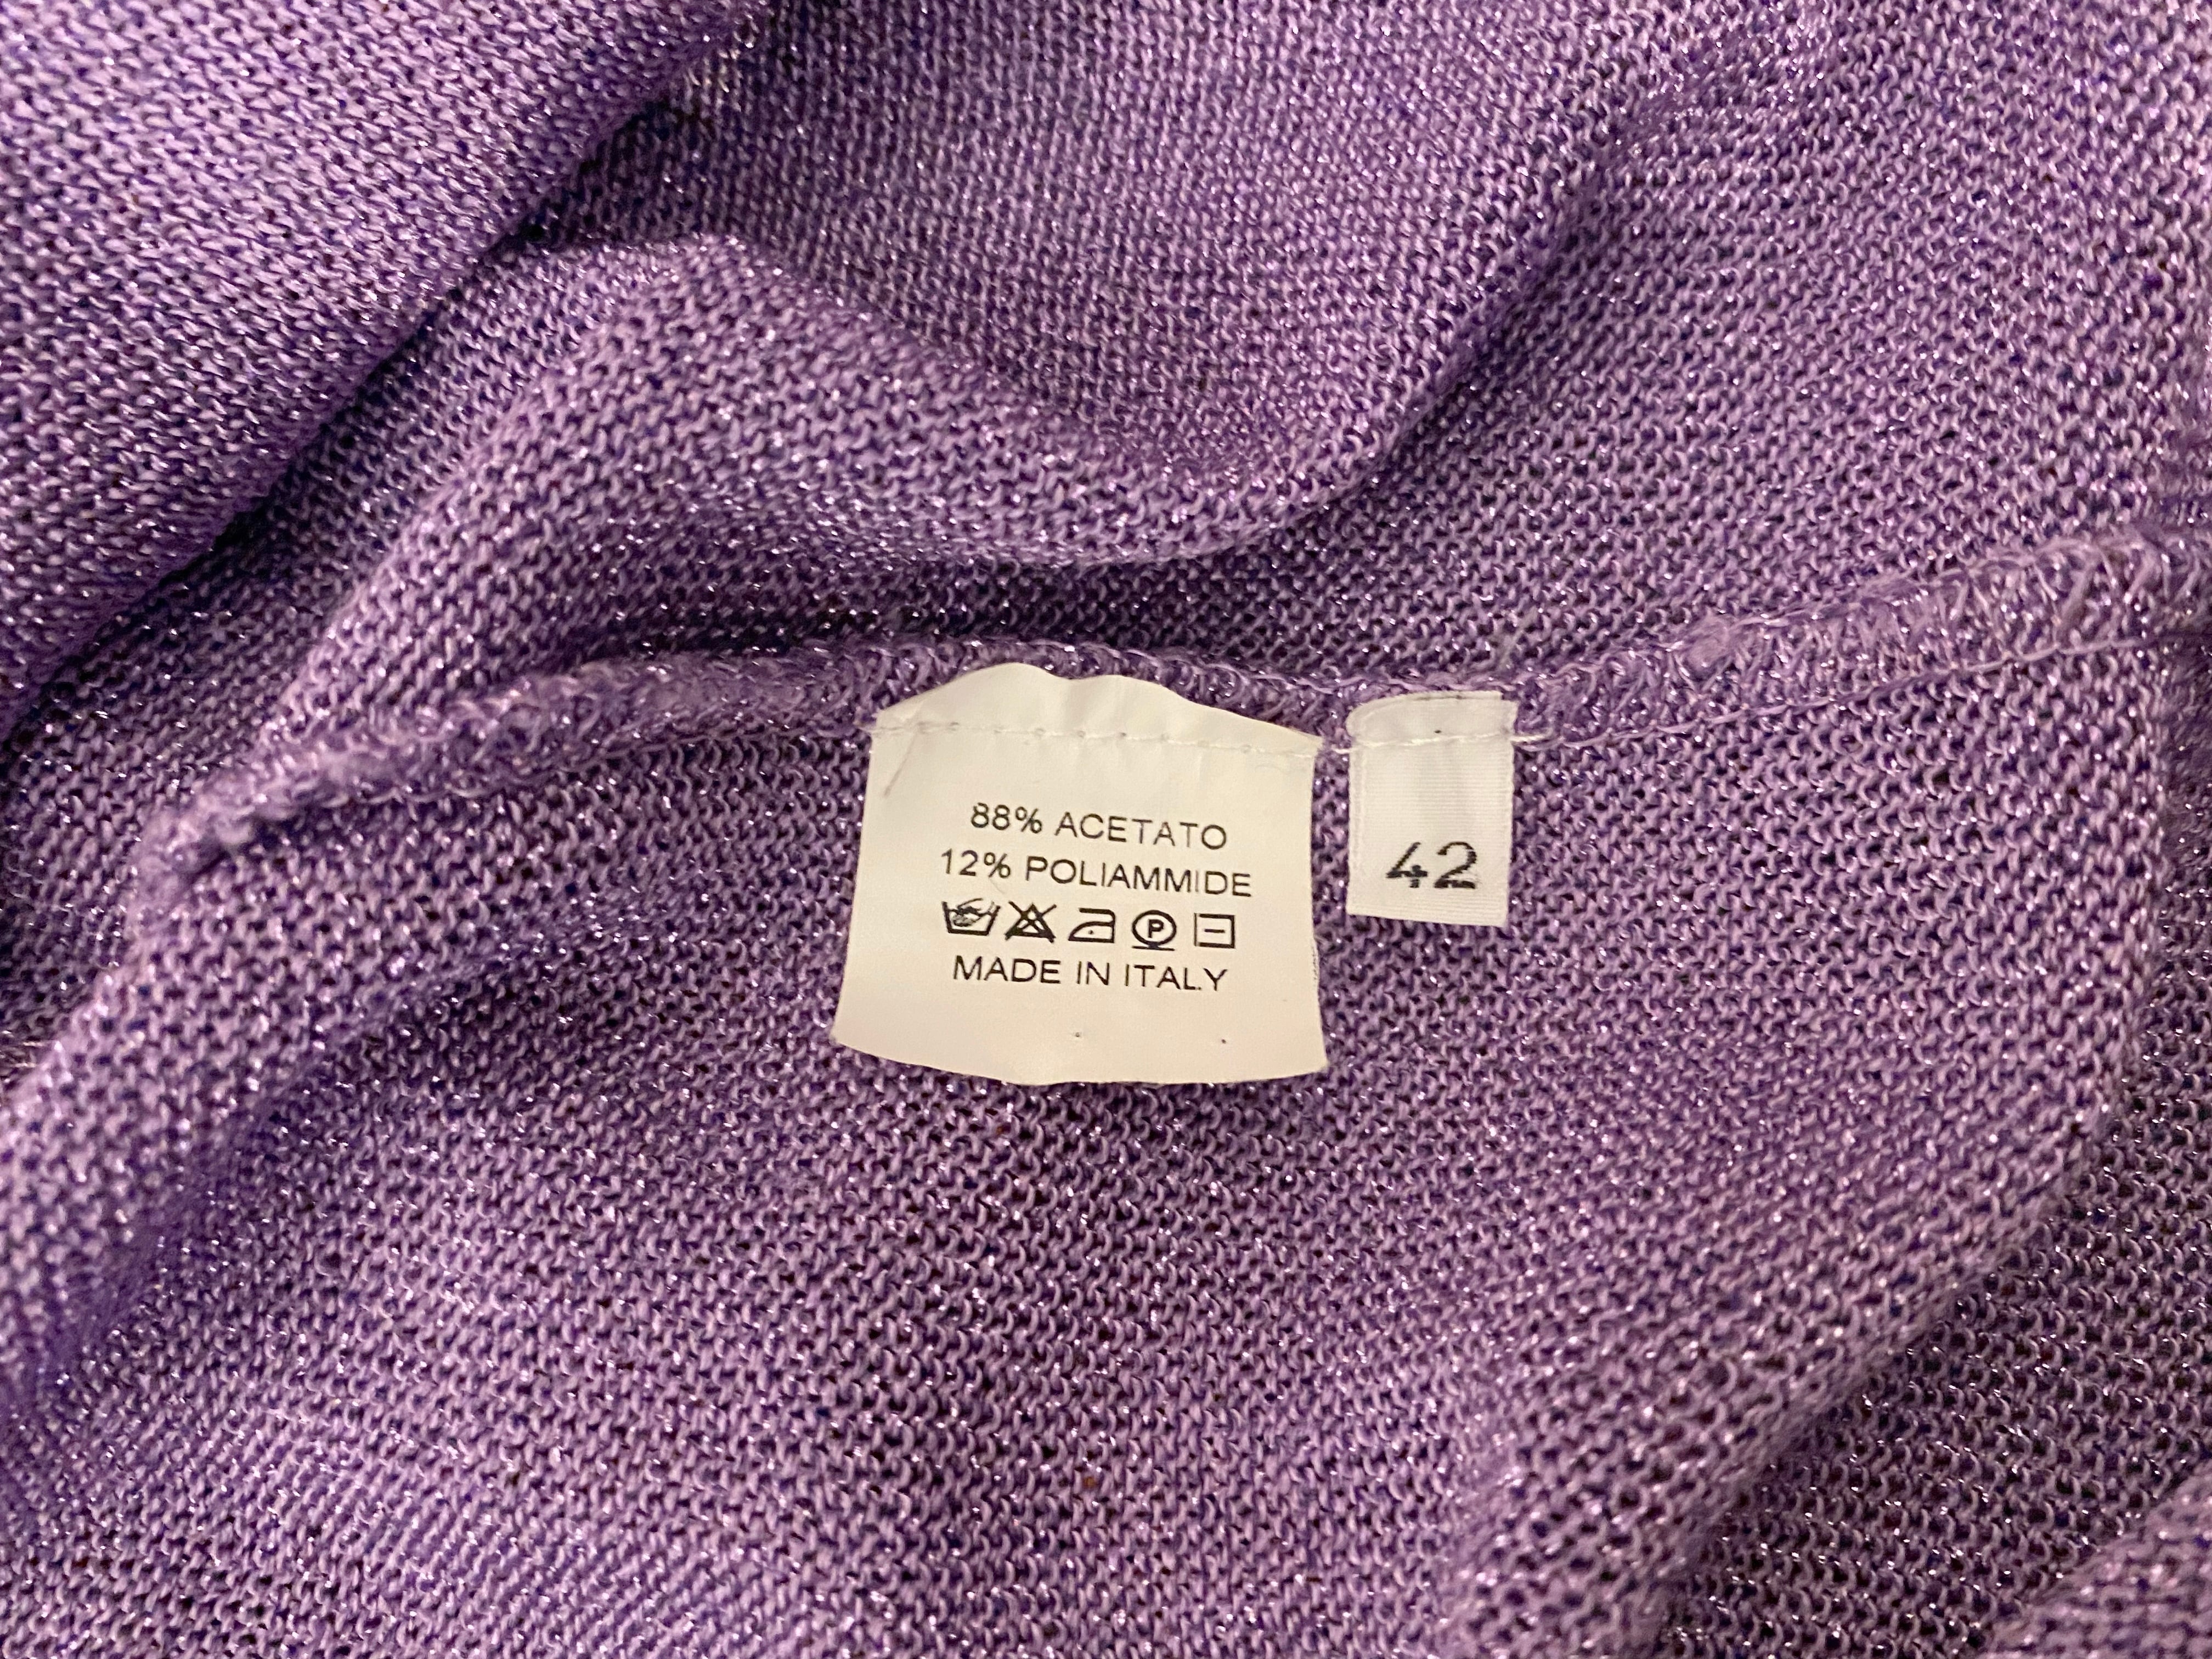 88% ACETATO
12% POLIAMMIDE
P
MADE IN ITALY
42